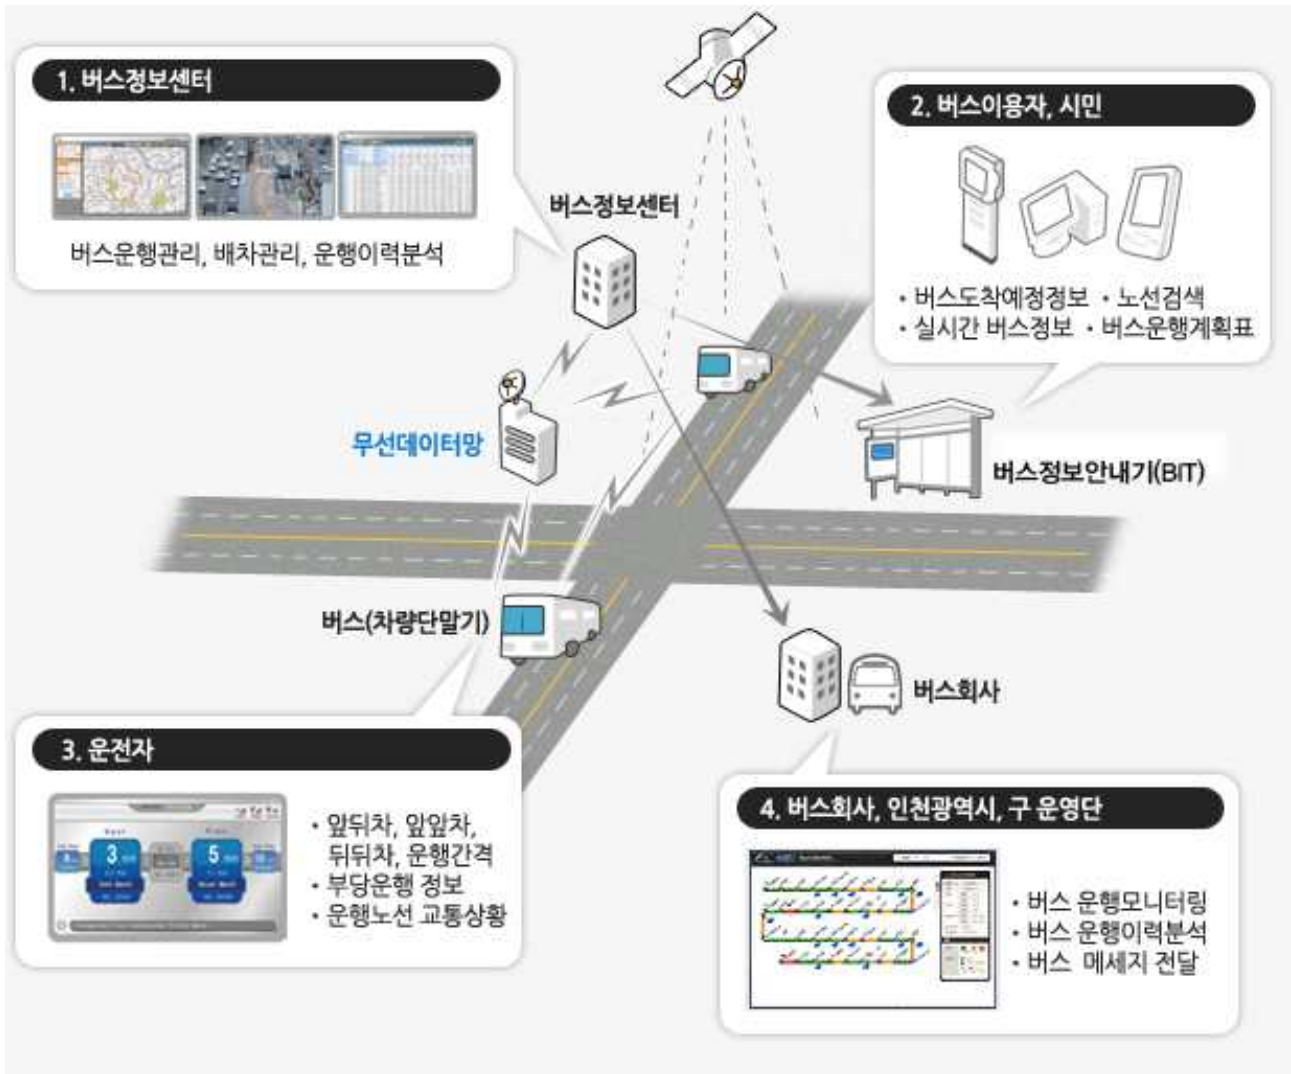 1. 버스정보센터
버스운행관리, 배차관리, 운행이력분석
버스정보센터
2. 버스이용자, 시민
• 버스도착예정정보 • 노선검색
• 실시간 버스정보 • 버스운행계획표
무선데이터망
버스정보안내기(BIT)
버스(차량단말기)
버스회사
3. 운전자
3
5
• 앞뒤차, 앞앞차,
뒤뒤차, 운행간격
• 부당운행 정보
• 운행노선 교통상황
4. 버스회사, 인천광역시, 구 운영단
• 버스 운행모니터링
• 버스 운행이력분석
• 버스 메세지 전달